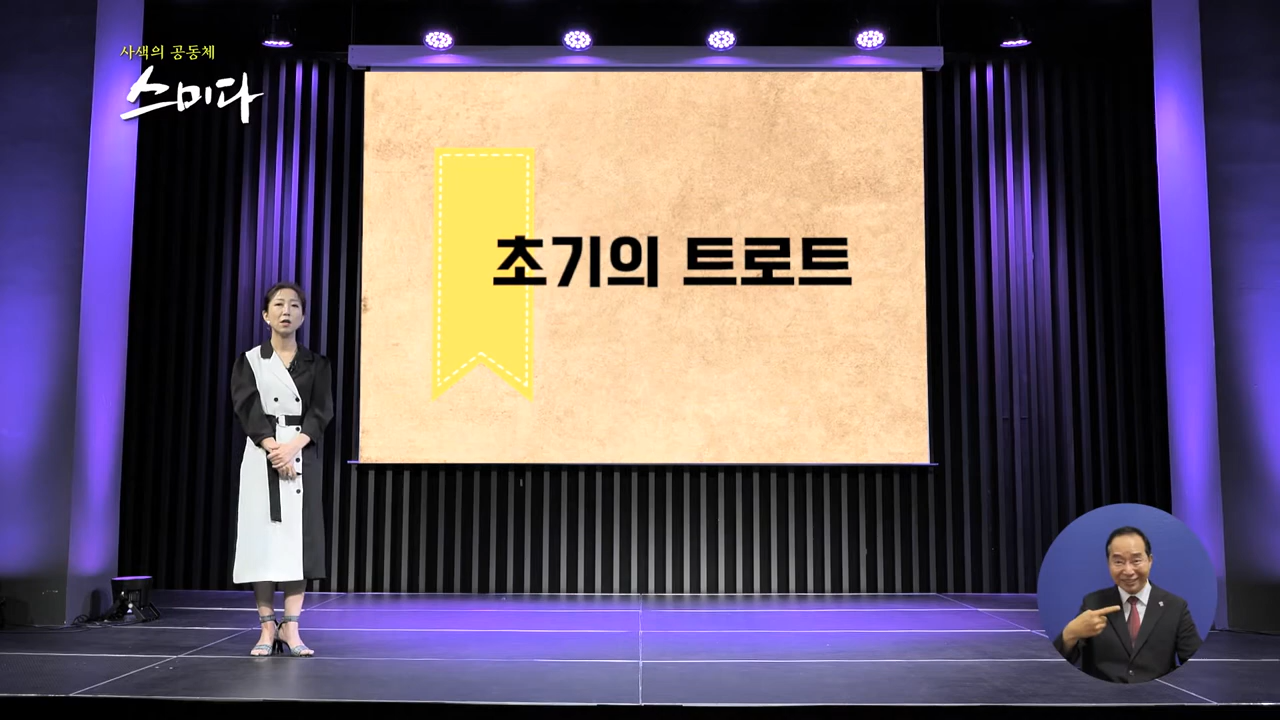 사색의 공동체
스미다
초기의 트로트